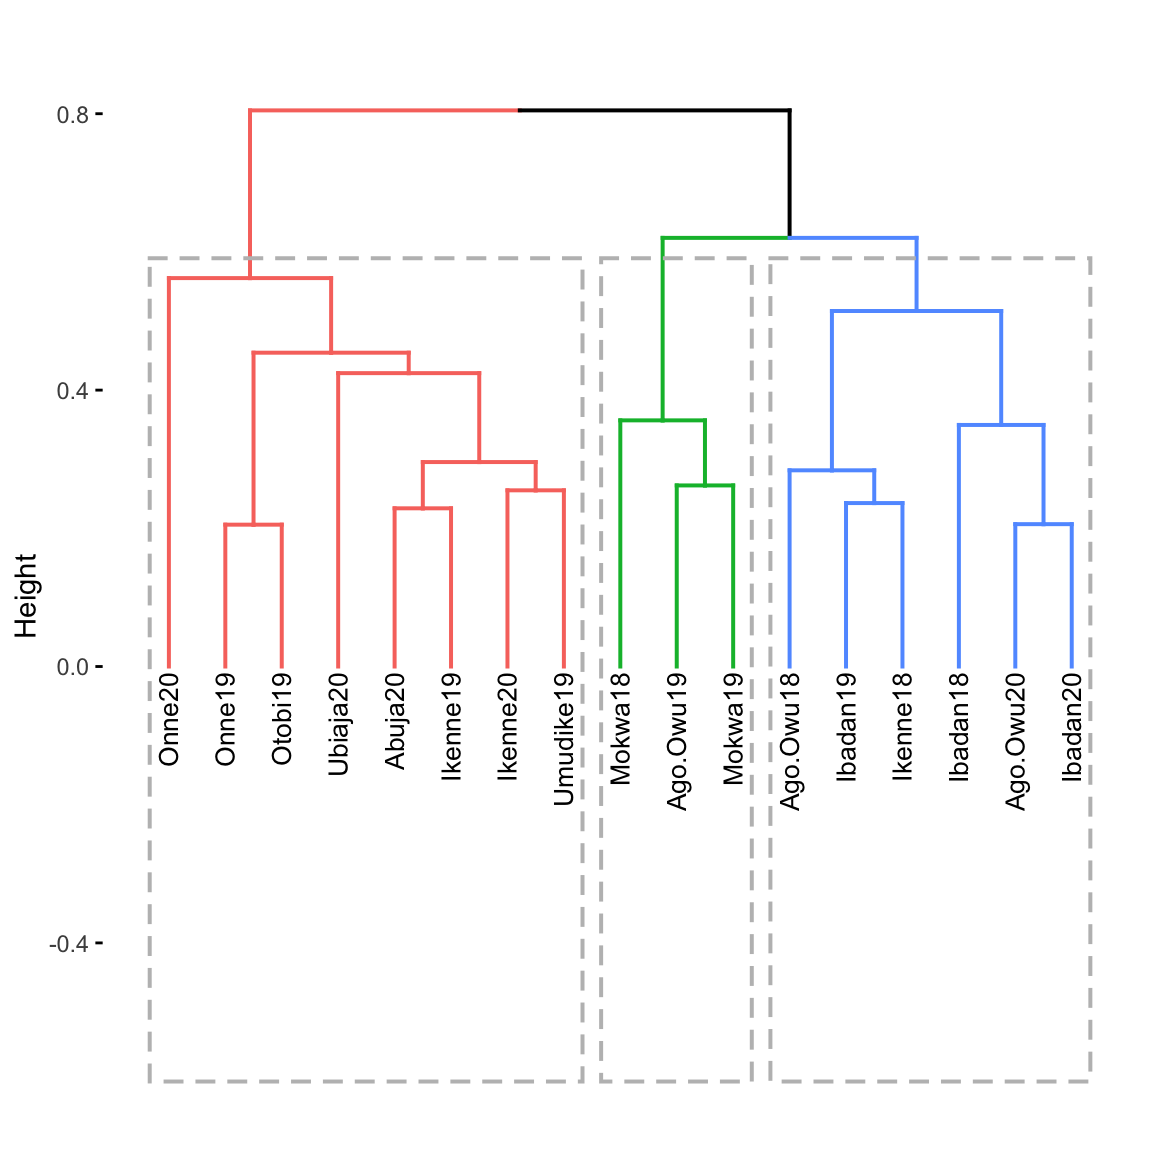 0.8
0.4
0.0
-0.4
Height
Onne20
Onne19
Otobi19
Ubiaja20
Abuja20
Ikenne19
Ikenne20
Umudike19
Mokwa18
Ago.Owu19
Mokwa19
Ago.Owu18
Ibadan19
Ikenne18
Ibadan18
Ago.Owu20
Ibadan20